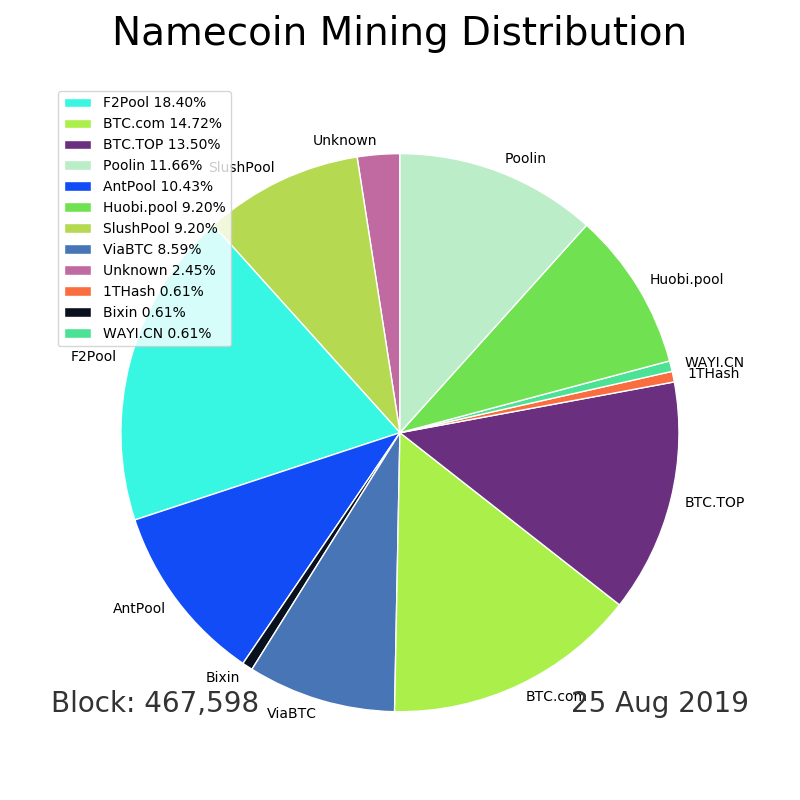 Namecoin Mining Distribution
F2Pool 18.40%
BTC.com 14.72%
BTC.TOP 13.50%
Poolin 11.66%
AntPool 10.43%
Huobi.pool 9.20%
SlushPool 9.20%
ViaBTC 8.59%
Unknown 2.45%
1THash 0.61%
Bixin 0.61%
WAYI.CN 0.61%
Unknown
Poolin
SlushPool
Huobi.pool
F2Pool
WAYI.CN
1THash
BTC.TOP
AntPool
Bixin
ViaBTC
BTC.com
Block: 467,598
25 Aug 2019